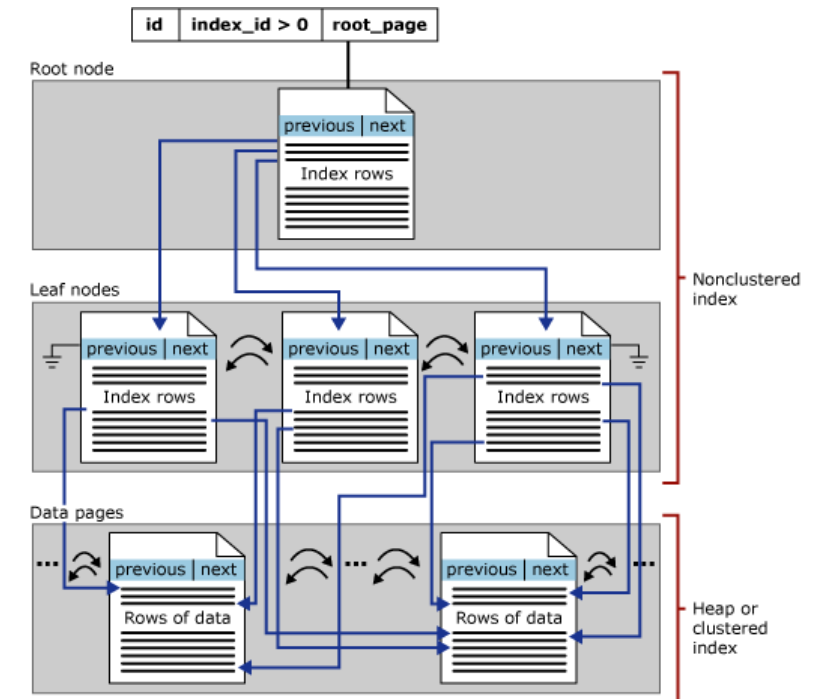 id index_id > 0 root_page
Root node
previous next
Index rows
Nonclustered
index
Leaf nodes
previous next previous next previous next
Index rows Index rows Index rows
Data pages
... ... ...
previous next previous next
Rows of data Rows of data
Heap or
clustered
index